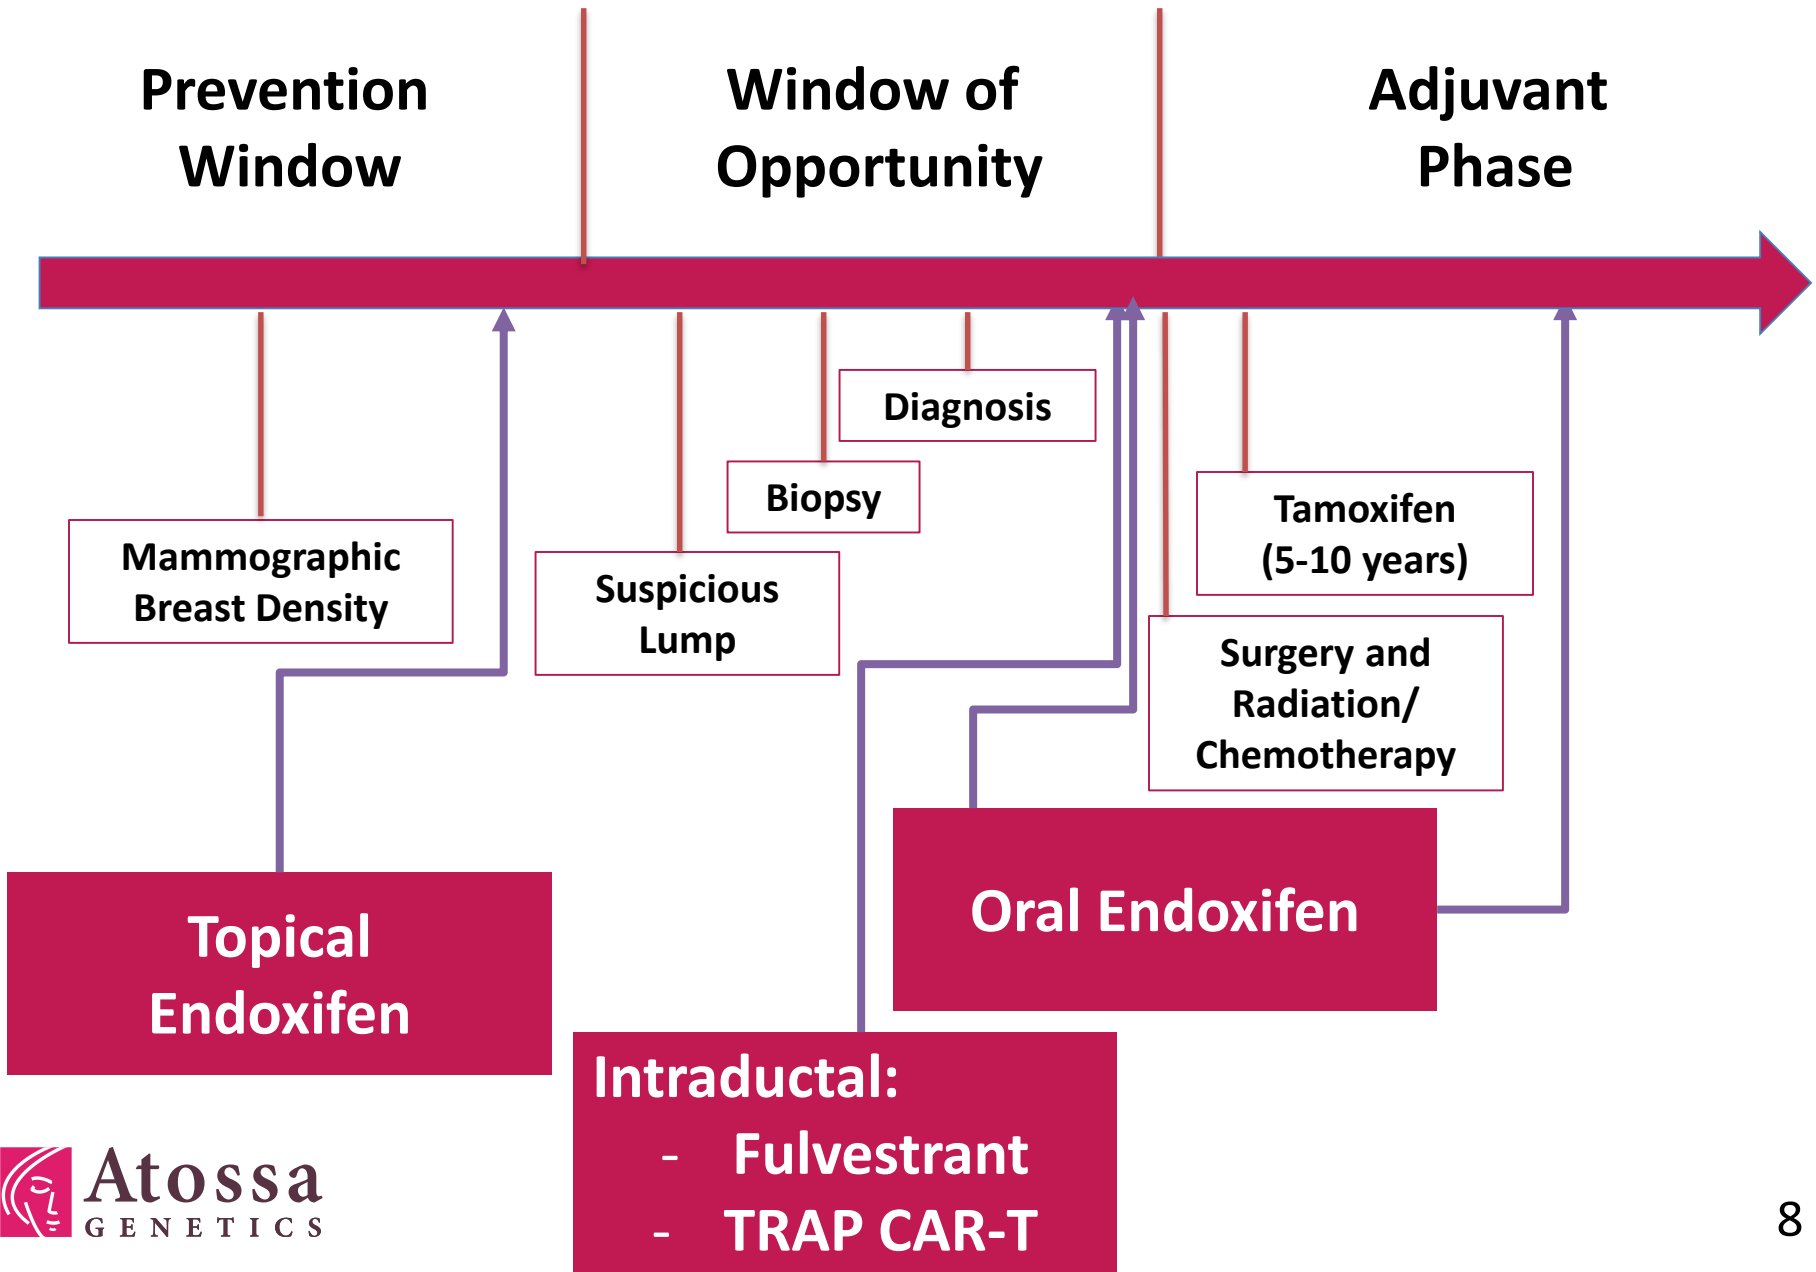 Prevention
Window
Window of
Opportunity
Adjuvant
Phase
Diagnosis
Biopsy
Mammographic
Breast Density
Suspicious
Lump
Tamoxifen
(5-10 years)
Surgery and
Radiation/
Chemotherapy
Topical
Endoxifen
Oral Endoxifen
Intraductal:
- Fulvestrant
- TRAP CAR-T
Atossa
GENETICS
8